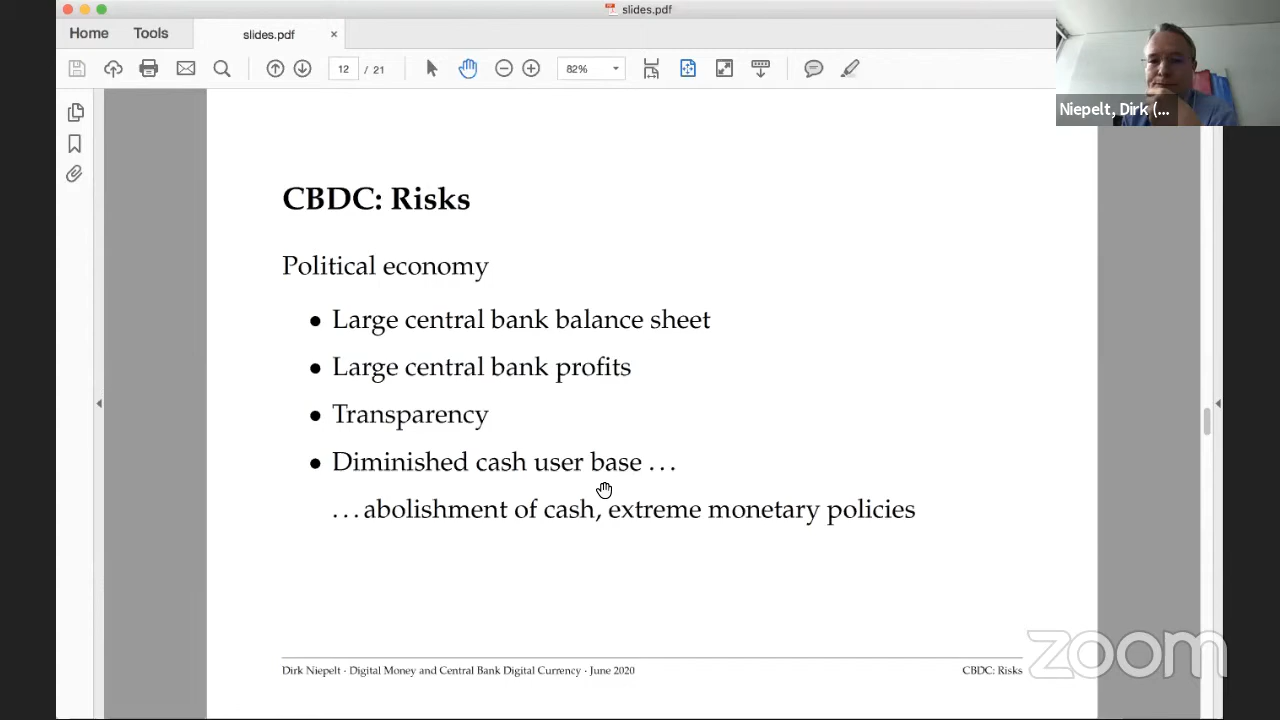 slides.pdf
Home
Tools
slides.pdf
×
12 / 21
82%
Niepelt, Dirk (...
CBDC: Risks
Political economy
• Large central bank balance sheet
• Large central bank profits
• Transparency
• Diminished cash user base ...
... abolishment of cash, extreme monetary policies
Dirk Niepelt · Digital Money and Central Bank Digital Currency · June 2020
CBDC: Risks
zoom